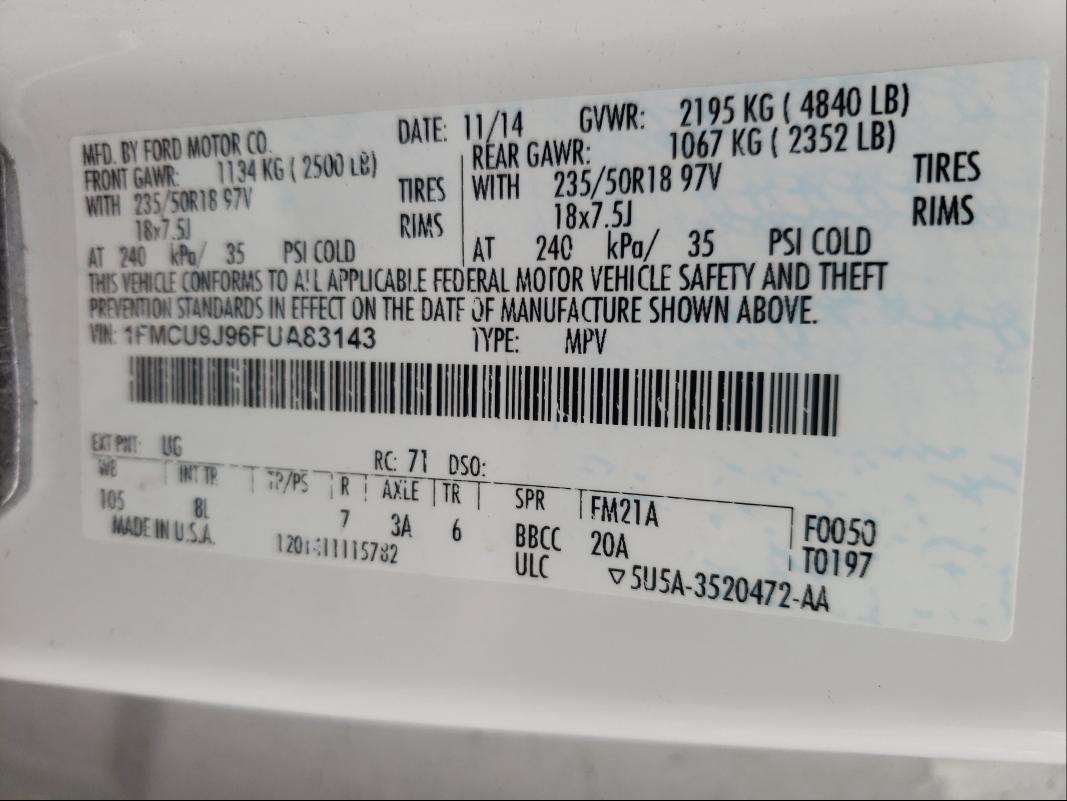 MFD. BY FORD MOTOR CO. DATE: 11/14 GVWR: 2195 KG ( 4840 LB)
FRONT GAWR: 1134 KG ( 2500 LB) REAR GAWR: 1067 KG ( 2352 LB)
WITH 235/50R18 97V TIRES WITH 235/50R18 97V TIRES
18x7.5J RIMS 18x7.5J RIMS
AT 240 kPa/ 35 PSI COLD AT 240 kPa/ 35 PSI COLD
THIS VEHICLE CONFORMS TO ALL APPLICABLE FEDERAL MOTOR VEHICLE SAFETY AND THEFT
PREVENTION STANDARDS IN EFFECT ON THE DATE OF MANUFACTURE SHOWN ABOVE.
VIN: 1FMCU9J96FUA83143 TYPE: MPV
EXT PNT: UG RC: 71 DSO:
WB INT TR TP/PS R AXLE TR SPR FM21A F0050
105 8L 7 3A 6 BBCC 20A T0197
MADE IN U.S.A. ULC ▽5U5A-3520472-AA